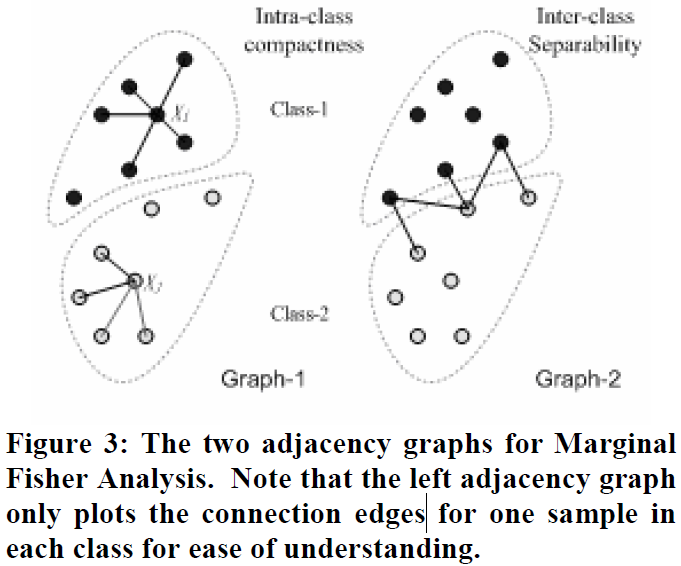 Intra-class
compactness
Inter-class
Separability
Class-1
X1
Xj
Class-2
Graph-1
Graph-2
Figure 3: The two adjacency graphs for Marginal
Fisher Analysis. Note that the left adjacency graph
only plots the connection edges for one sample in
each class for ease of understanding.